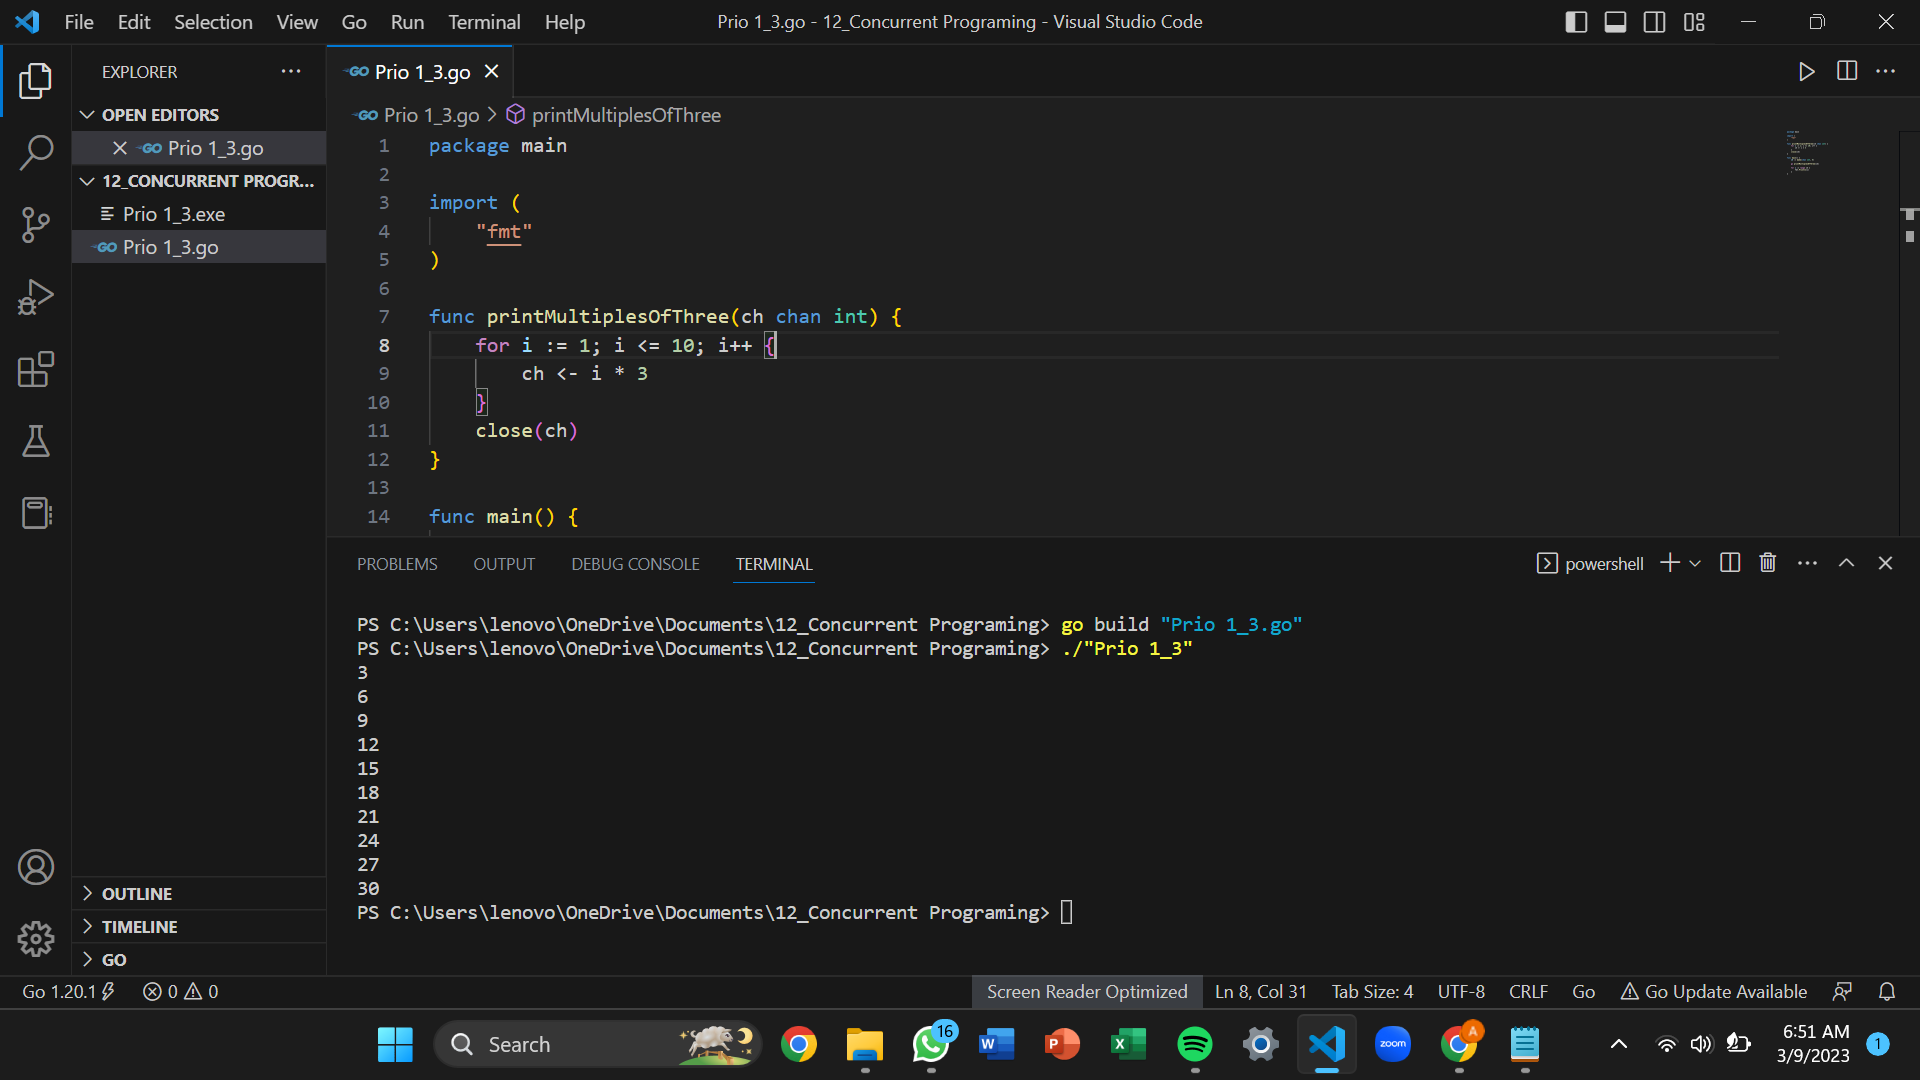 File Edit Selection View Go Run Terminal Help
Prio 1_3.go - 12_Concurrent Programing - Visual Studio Code
EXPLORER
GO Prio 1_3.go
OPEN EDITORS
GO Prio 1_3.go
12_CONCURRENT PROGR...
Prio 1_3.exe
GO Prio 1_3.go
OUTLINE
TIMELINE
GO
GO Prio 1_3.go > printMultiplesOfThree
1 package main
2
3 import (
4 "fmt"
5 )
6
7 func printMultiplesOfThree(ch chan int) {
8 for i := 1; i <= 10; i++ {
9 ch <- i * 3
10 }
11 close(ch)
12 }
13
14 func main() {
PROBLEMS OUTPUT DEBUG CONSOLE TERMINAL
powershell
PS C:\Users\lenovo\OneDrive\Documents\12_Concurrent Programing> go build "Prio 1_3.go"
PS C:\Users\lenovo\OneDrive\Documents\12_Concurrent Programing> ./"Prio 1_3"
3
6
9
12
15
18
21
24
27
30
PS C:\Users\lenovo\OneDrive\Documents\12_Concurrent Programing>
Go 1.20.1 0 0 Screen Reader Optimized Ln 8, Col 31 Tab Size: 4 UTF-8 CRLF Go Go Update Available
Search
16
W
P
X
zoom
A
6:51 AM
3/9/2023
1